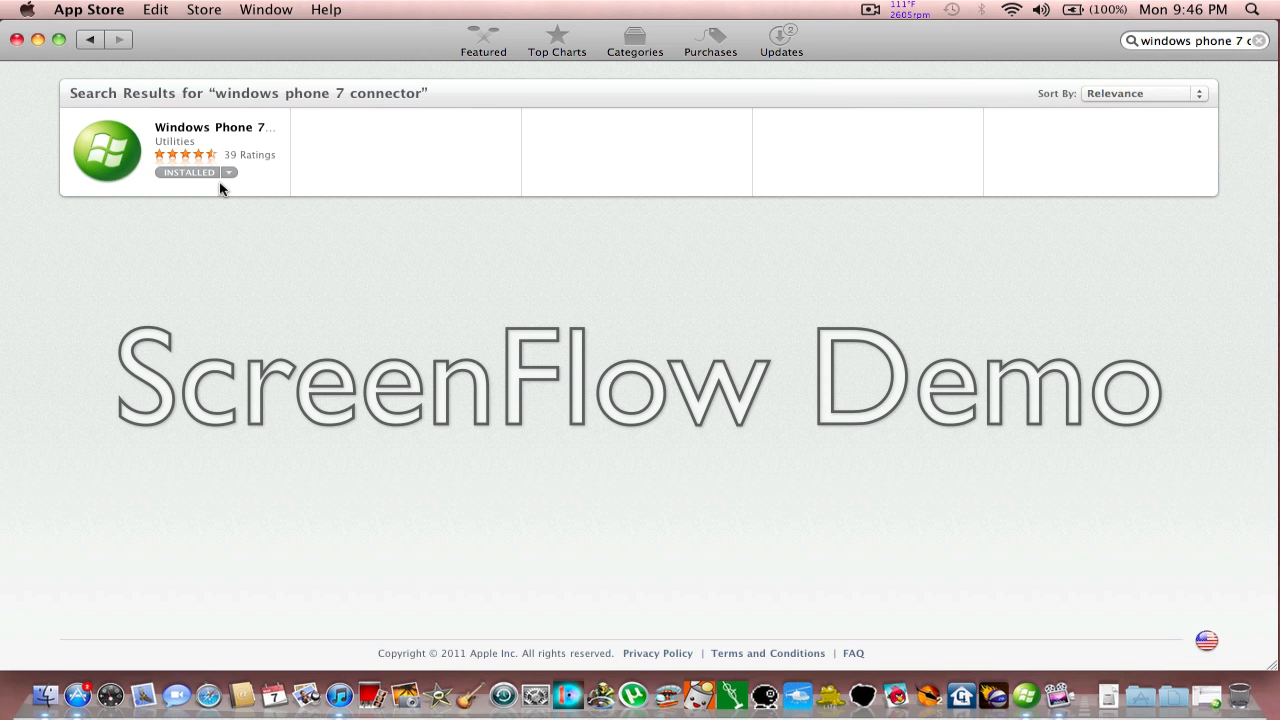 App Store Edit Store Window Help 111°F 2605rpm (100%) Mon 9:46 PM
Featured Top Charts Categories Purchases Updates 2 windows phone 7 c
Search Results for “windows phone 7 connector” Sort By: Relevance
Windows Phone 7...
Utilities
39 Ratings
INSTALLED
ScreenFlow Demo
Copyright © 2011 Apple Inc. All rights reserved. Privacy Policy | Terms and Conditions | FAQ